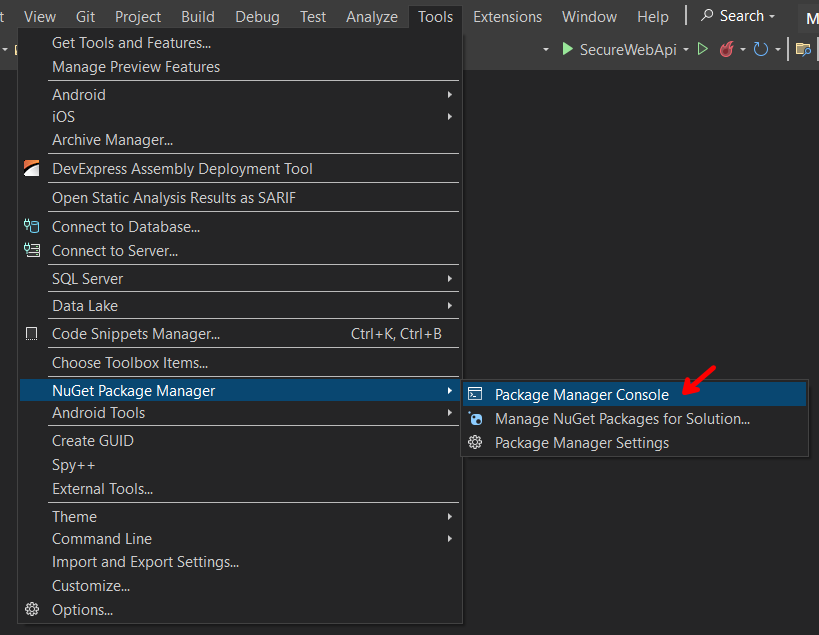 t View Git Project Build Debug Test Analyze Tools Extensions Window Help Search M
SecureWebApi
Get Tools and Features...
Manage Preview Features
Android
iOS
Archive Manager...
DevExpress Assembly Deployment Tool
Open Static Analysis Results as SARIF
Connect to Database...
Connect to Server...
SQL Server
Data Lake
Code Snippets Manager... Ctrl+K, Ctrl+B
Choose Toolbox Items...
NuGet Package Manager
Android Tools
Create GUID
Spy++
External Tools...
Theme
Command Line
Import and Export Settings...
Customize...
Options...
Package Manager Console
Manage NuGet Packages for Solution...
Package Manager Settings